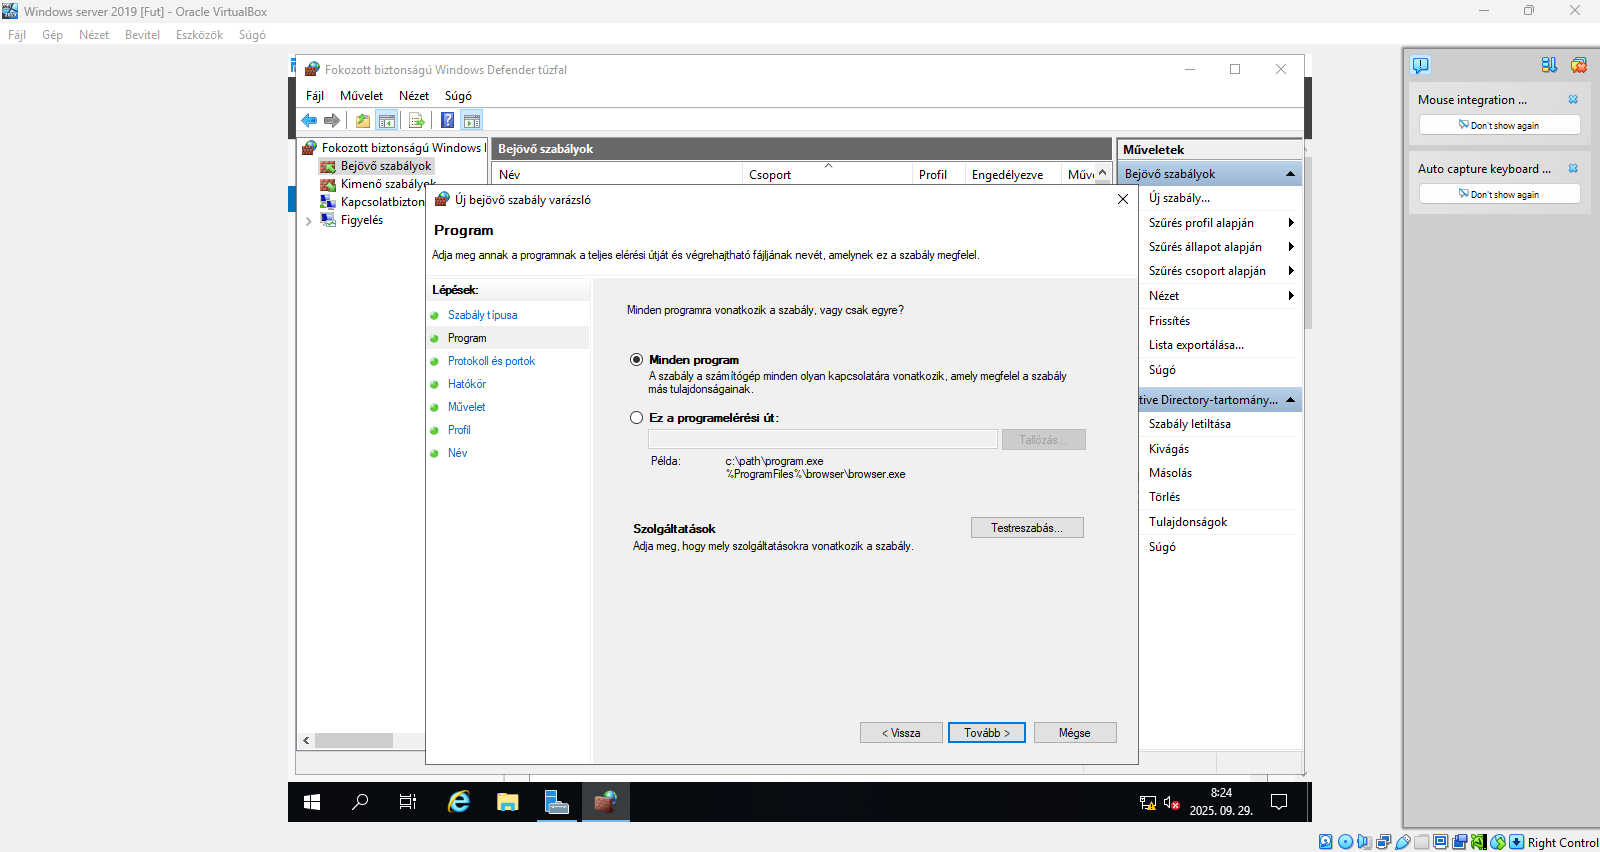 Windows server 2019 [Fut] - Oracle VirtualBox
Fájl Gép Nézet Bevitel Eszközök Súgó
Fokozott biztonságú Windows Defender tűzfal
Fájl Művelet Nézet Súgó
Fokozott biztonságú Windows
Bejövő szabályok
Kimenő szabályok
Kapcsolatbizton
Figyelés
Bejövő szabályok
Név Csoport Profil Engedélyezve Műv
Új bejövő szabály varázsló
Program
Adja meg annak a programnak a teljes elérési útját és végrehajtható fájljának nevét, amelynek ez a szabály megfelel.
Lépések:
Szabály típusa
Program
Protokoll és portok
Hatókör
Művelet
Profil
Név
Minden programra vonatkozik a szabály, vagy csak egyre?
Minden program
A szabály a számítógép minden olyan kapcsolatára vonatkozik, amely megfelel a szabály
más tulajdonságainak.
Ez a programelérési út:
Tallózás...
Példa: c:\path\program.exe
%ProgramFiles%\browser\browser.exe
Szolgáltatások
Testreszabás...
Adja meg, hogy mely szolgáltatásokra vonatkozik a szabály.
< Vissza Tovább > Mégse
Műveletek
Bejövő szabályok
Új szabály...
Szűrés profil alapján
Szűrés állapot alapján
Szűrés csoport alapján
Nézet
Frissítés
Lista exportálása...
Súgó
tive Directory-tartomány...
Szabály letiltása
Kivágás
Másolás
Törlés
Tulajdonságok
Súgó
Mouse integration ...
Don't show again
Auto capture keyboard ...
Don't show again
8:24
2025. 09. 29.
Right Control